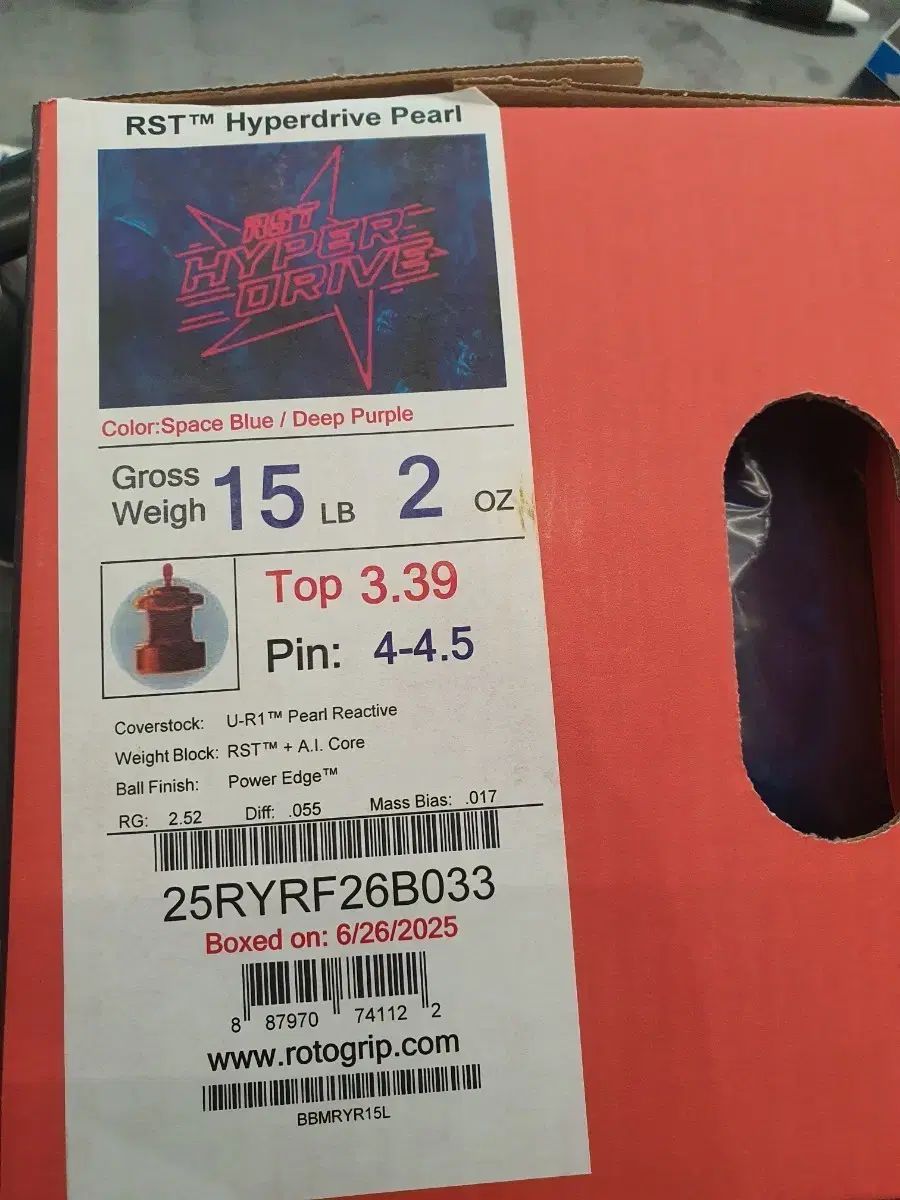 RST™ Hyperdrive Pearl
RST
HYPER
DRIVE
Color:Space Blue / Deep Purple
Gross
Weigh 15 LB 2 OZ
Top 3.39
Pin: 4-4.5
Coverstock: U-R1™ Pearl Reactive
Weight Block: RST™ + A.I. Core
Ball Finish: Power Edge™
RG: 2.52 Diff: .055 Mass Bias: .017
25RYRF26B033
Boxed on: 6/26/2025
8 87970 74112 2
www.rotogrip.com
BBMRYR15L